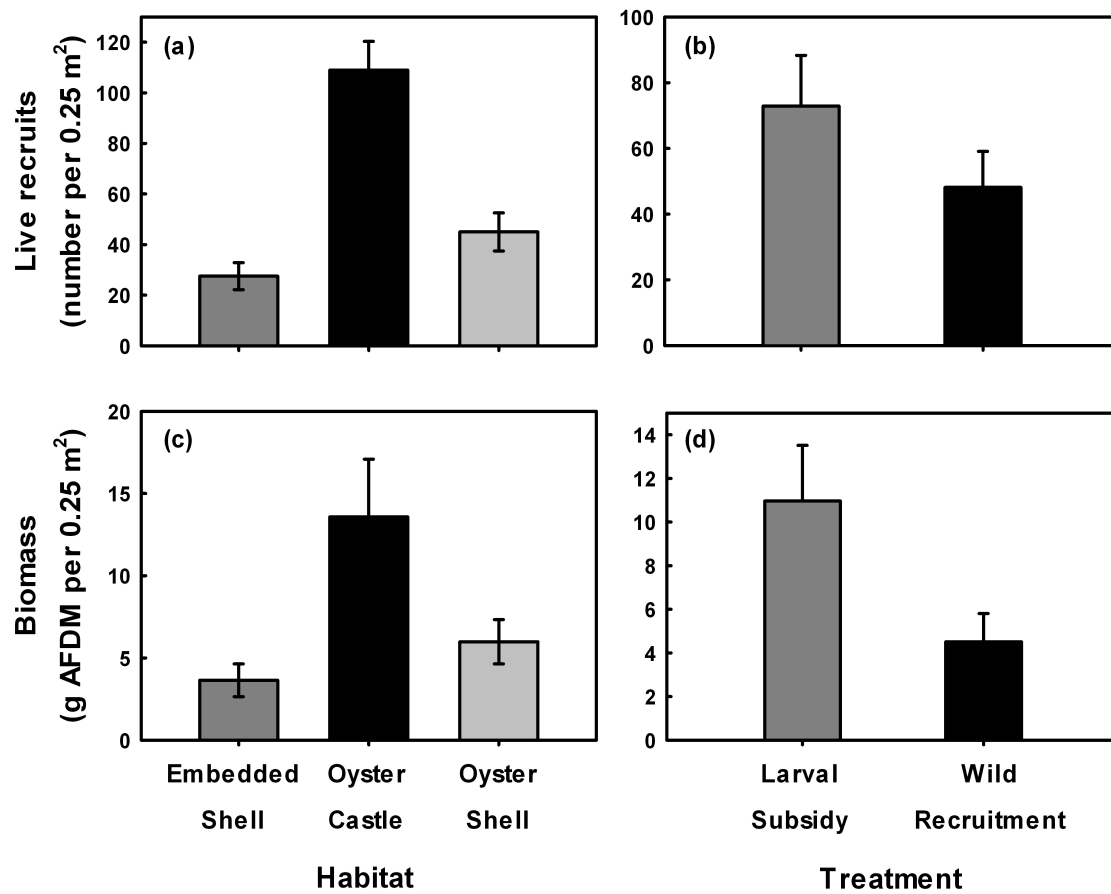 Live recruits
(number per 0.25 m²)
(a)
120
100
80
60
40
20
0
(b)
100
80
60
40
20
0
Biomass
(g AFDM per 0.25 m²)
(c)
20
15
10
5
0
(d)
14
12
10
8
6
4
2
0
Embedded
Shell
Oyster
Castle
Oyster
Shell
Habitat
Larval
Subsidy
Wild
Recruitment
Treatment